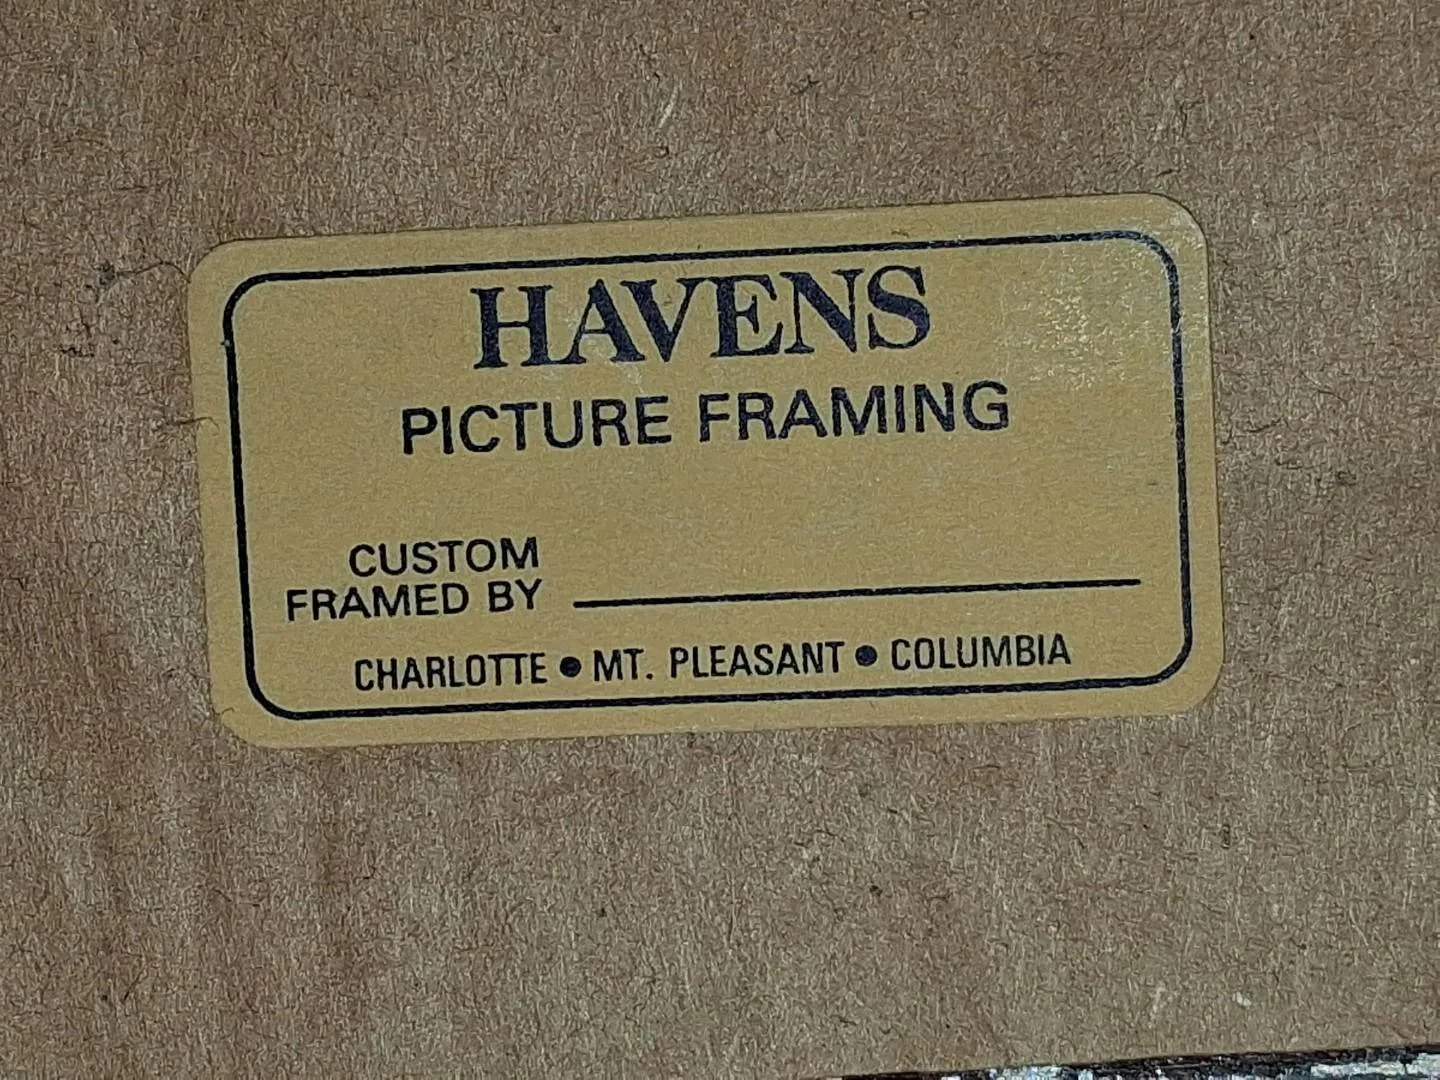 HAVENS
PICTURE FRAMING
CUSTOM
FRAMED BY
CHARLOTTE • MT. PLEASANT • COLUMBIA